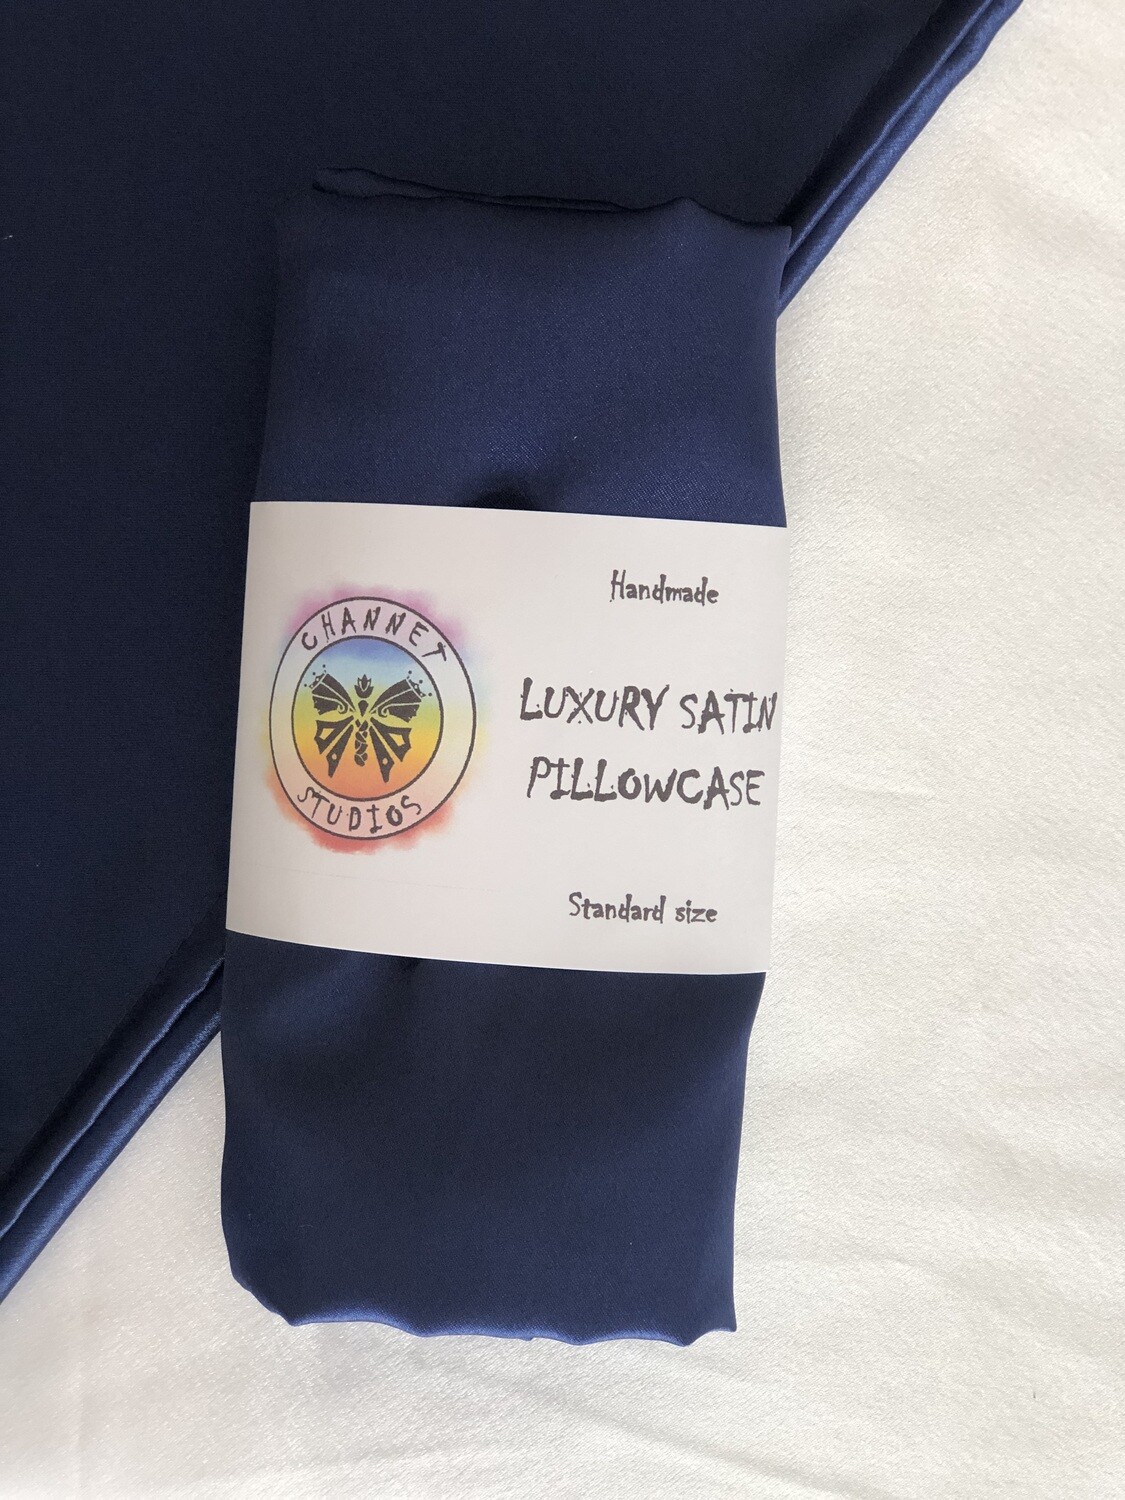 CHANNET
STUDIOS
Handmade
LUXURY SATIN
PILLOWCASE
Standard size